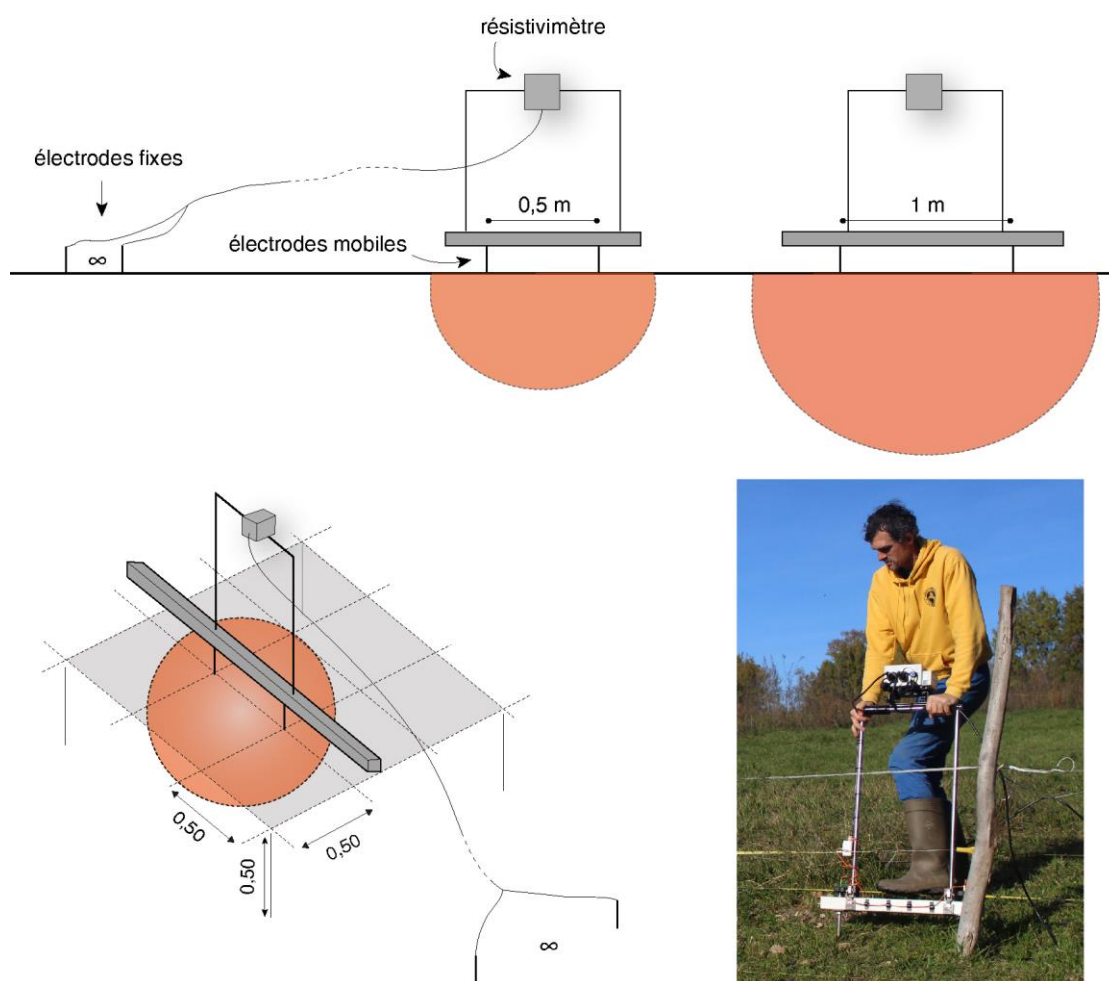 résistivimètre
électrodes fixes
0,5 m
1 m
électrodes mobiles
∞
0,50
0,50
0,50
∞